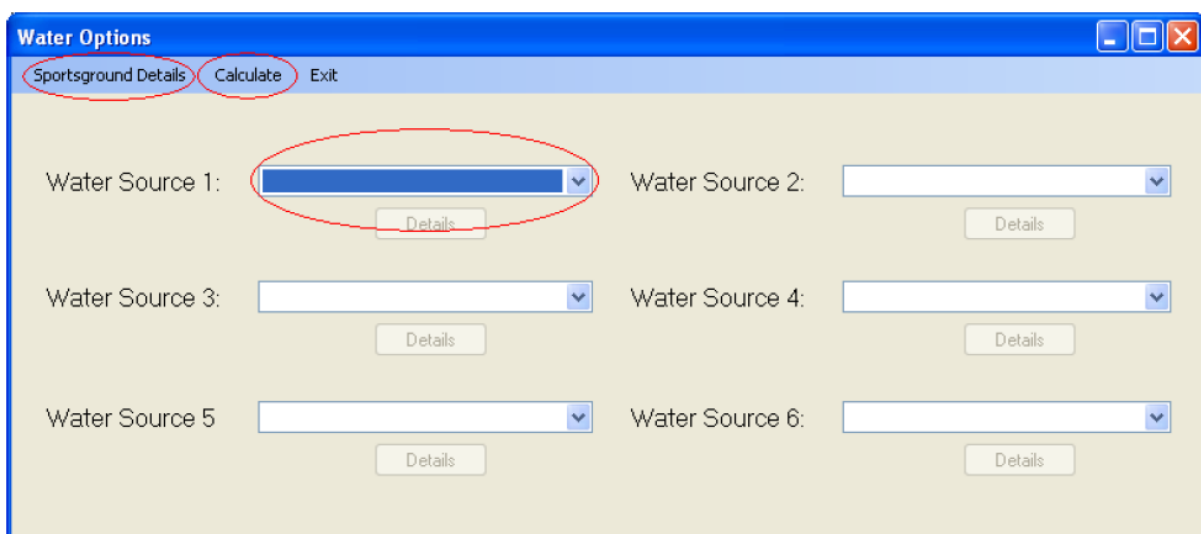 Water Options
Sportsground Details Calculate Exit
Water Source 1: Water Source 2:
Details Details
Water Source 3: Water Source 4:
Details Details
Water Source 5 Water Source 6:
Details Details